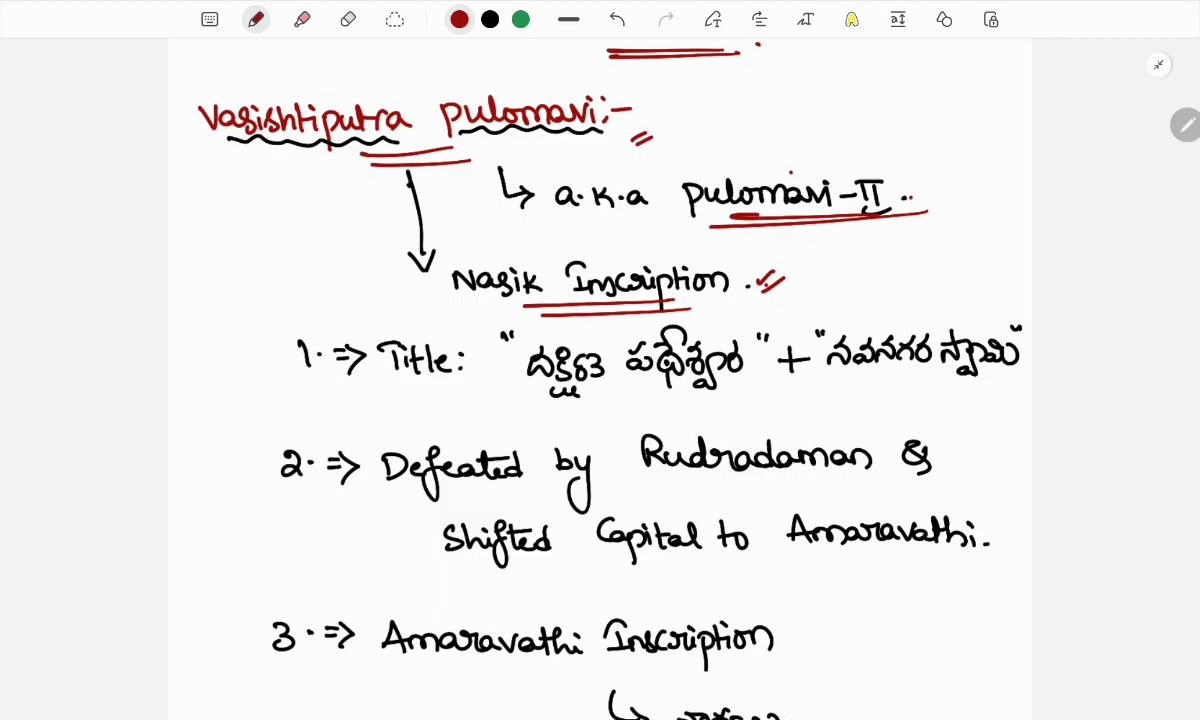 Vasishtiputra Pulomavi:-
↳ a.k.a Pulomavi-II.
Nasik Inscription.
1. ⇒ Title: "దక్షిణ పథేశ్వర" + "నవనగర స్వామి"
2. ⇒ Defeated by Rudradaman &
Shifted Capital to Amaravathi.
3. ⇒ Amaravathi Inscription